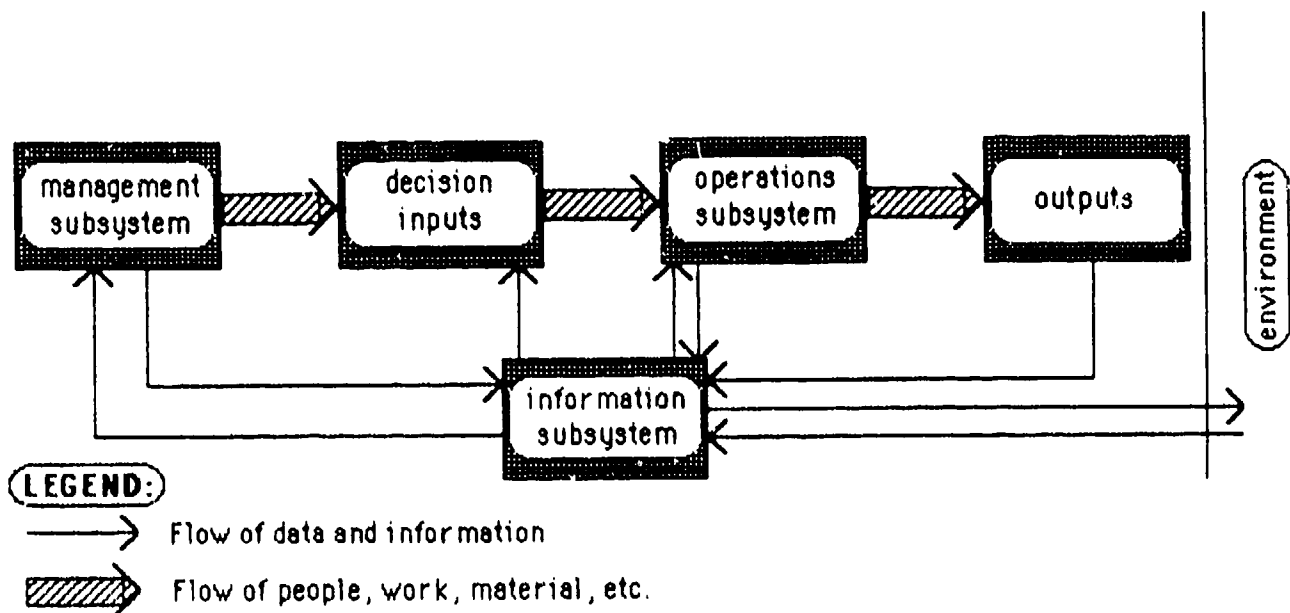 management
subsystem
decision
inputs
operations
subsystem
outputs
environment
information
subsystem
LEGEND:
Flow of data and information
Flow of people, work, material, etc.